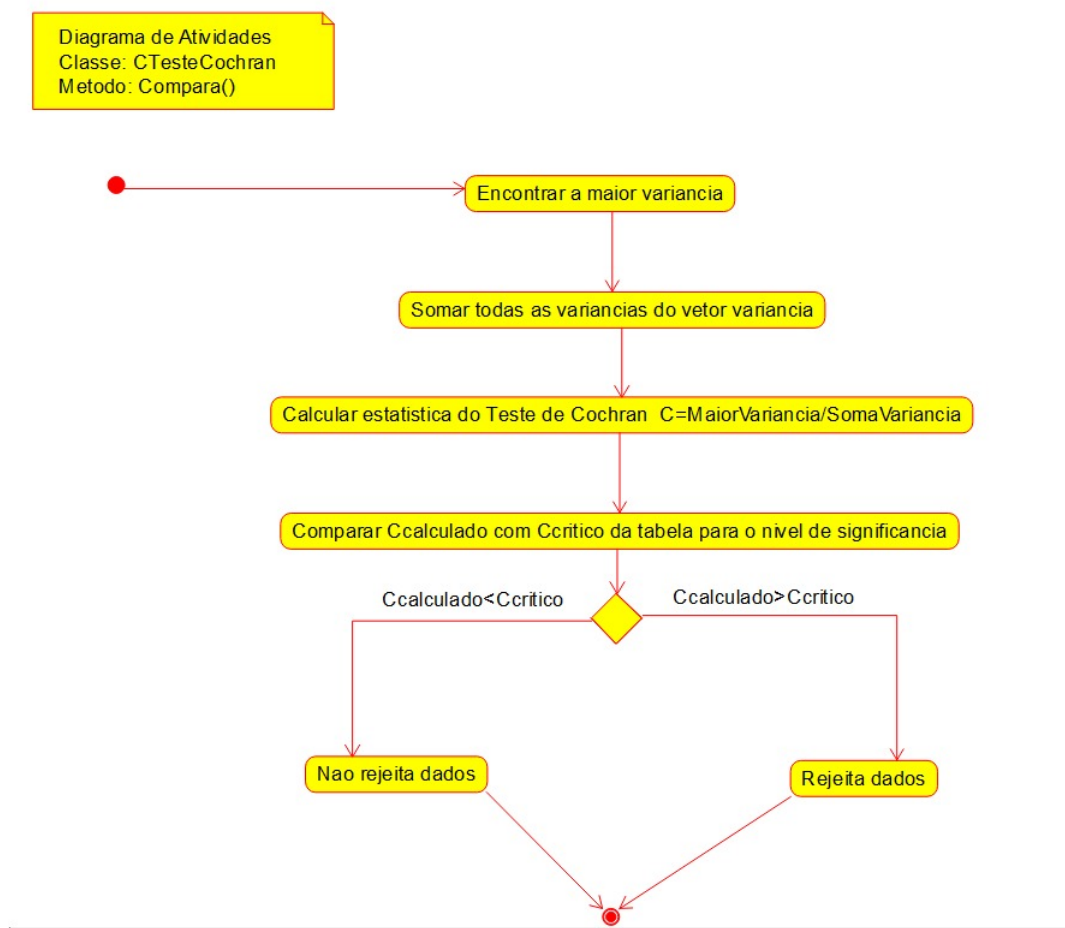 Diagrama de Atividades
Classe: CTesteCochran
Metodo: Compara()
Encontrar a maior variancia
Somar todas as variancias do vetor variancia
Calcular estatistica do Teste de Cochran  C=MaiorVariancia/SomaVariancia
Comparar Ccalculado com Ccritico da tabela para o nivel de significancia
Ccalculado<Ccritico
Ccalculado>Ccritico
Nao rejeita dados
Rejeita dados